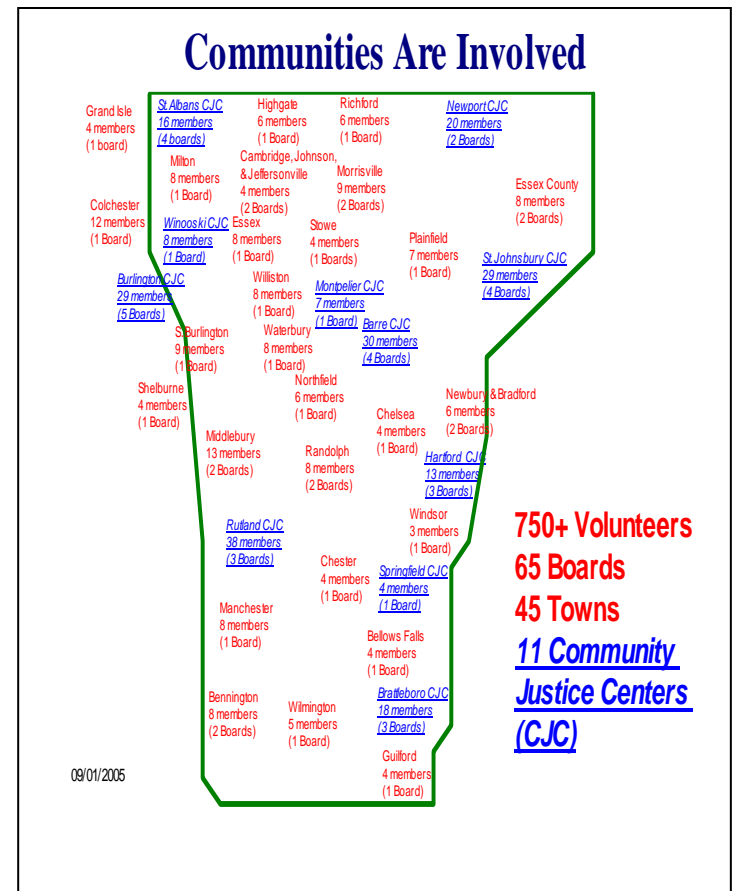 Communities Are Involved
Grand Isle
4 members
(1 board)
St. Albans CJC
16 members
(4 boards)
Highgate
6 members
(1 Board)
Richford
6 members
(1 Board)
Newport CJC
20 members
(2 Boards)
Milton
8 members
(1 Board)
Cambridge, Johnson,
& Jeffersonville
4 members
(2 Boards)
Morrisville
9 members
(2 Boards)
Essex County
8 members
(2 Boards)
Colchester
12 members
(1 Board)
Winooski CJC
8 members
(1 Board)
Essex
8 members
(1 Board)
Stowe
4 members
(1 Boards)
Plainfield
7 members
(1 Board)
St. Johnsbury CJC
29 members
(4 Boards)
Burlington CJC
29 members
(5 Boards)
Williston
8 members
(1 Board)
Montpelier CJC
7 members
(1 Board)
Barre CJC
30 members
(4 Boards)
S. Burlington
9 members
(1 Board)
Waterbury
8 members
(1 Board)
Shelburne
4 members
(1 Board)
Northfield
6 members
(1 Board)
Chelsea
4 members
(1 Board)
Newbury & Bradford
6 members
(2 Boards)
Middlebury
13 members
(2 Boards)
Randolph
8 members
(2 Boards)
Hartford CJC
13 members
(3 Boards)
Windsor
3 members
(1 Board)
Rutland CJC
38 members
(3 Boards)
Chester
4 members
(1 Board)
Springfield CJC
4 members
(1 Board)
Manchester
8 members
(1 Board)
Bellows Falls
4 members
(1 Board)
Bennington
8 members
(2 Boards)
Wilmington
5 members
(1 Board)
Brattleboro CJC
18 members
(3 Boards)
Guilford
4 members
(1 Board)
750+ Volunteers
65 Boards
45 Towns
11 Community
Justice Centers
(CJC)
09/01/2005